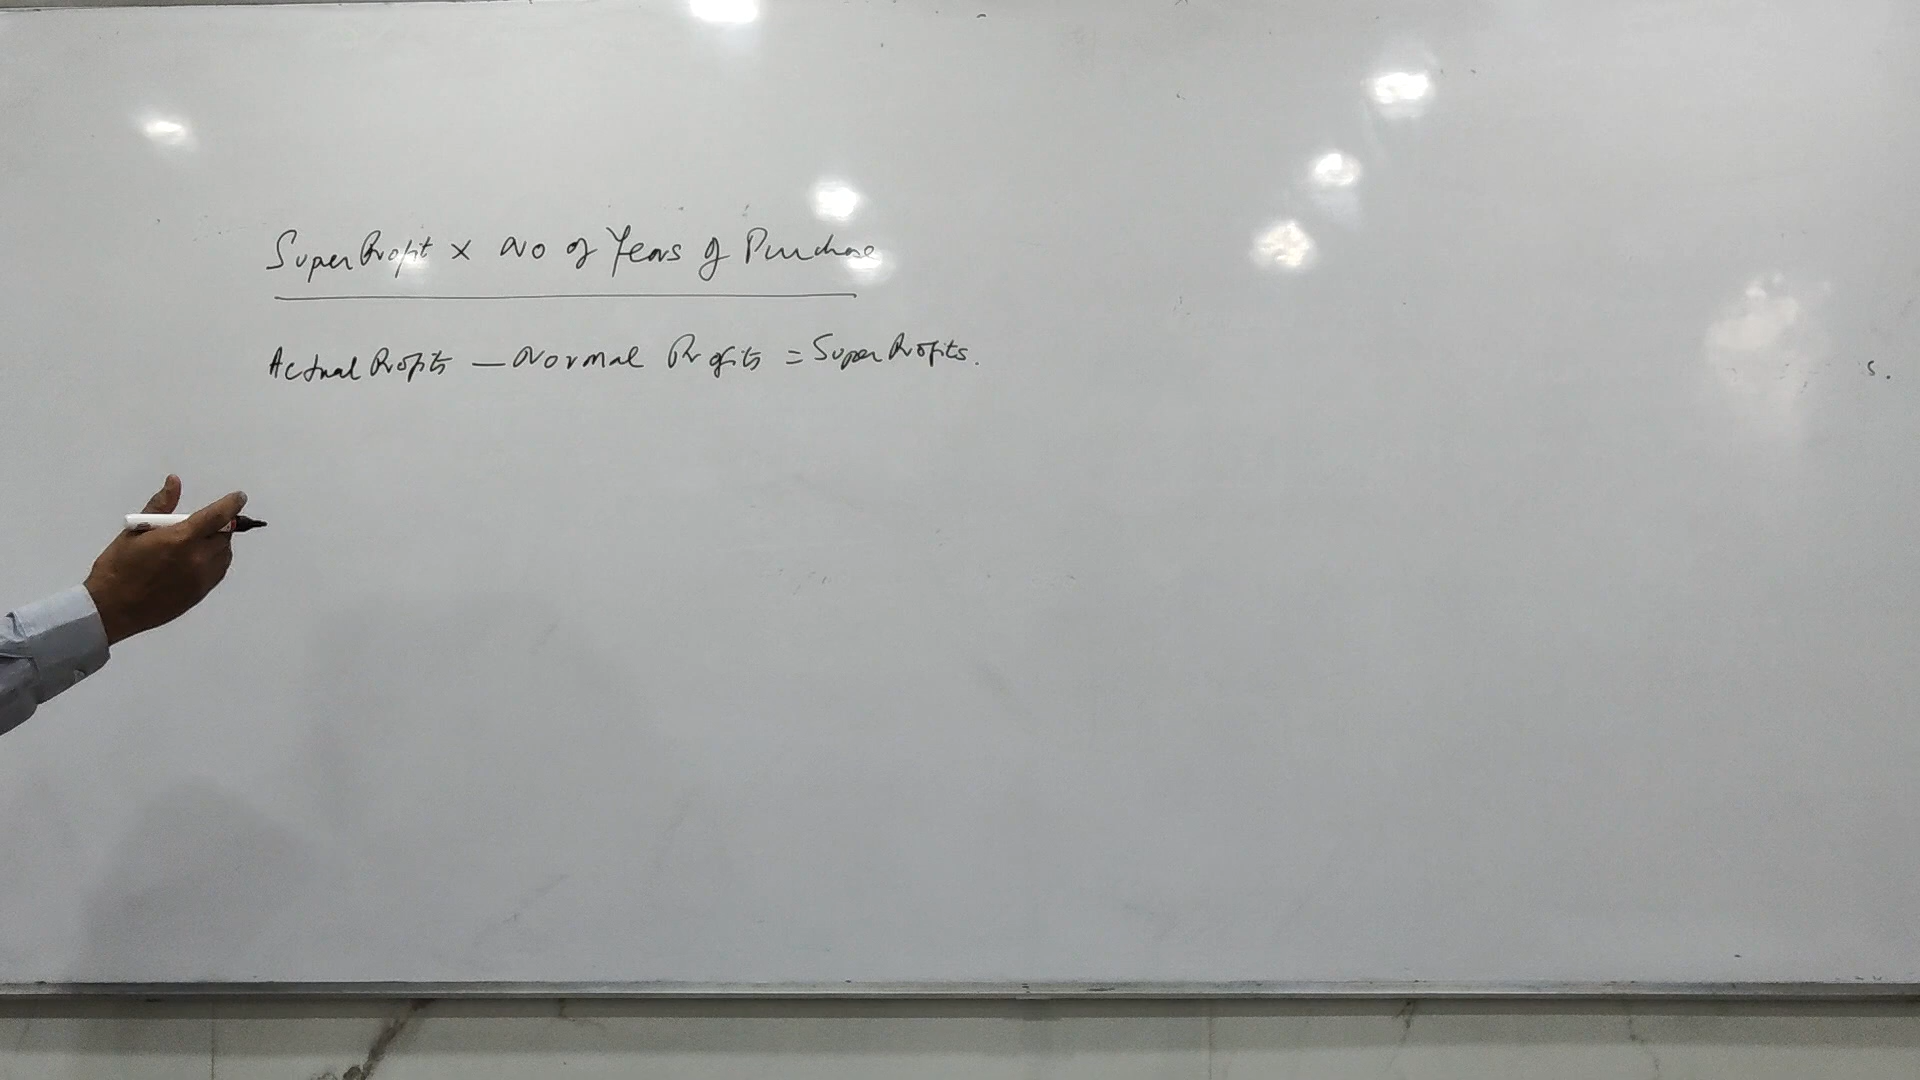 Super Profit × No of Years of Purchase
Actual Profits – Normal Profits = Super Profits.
s.